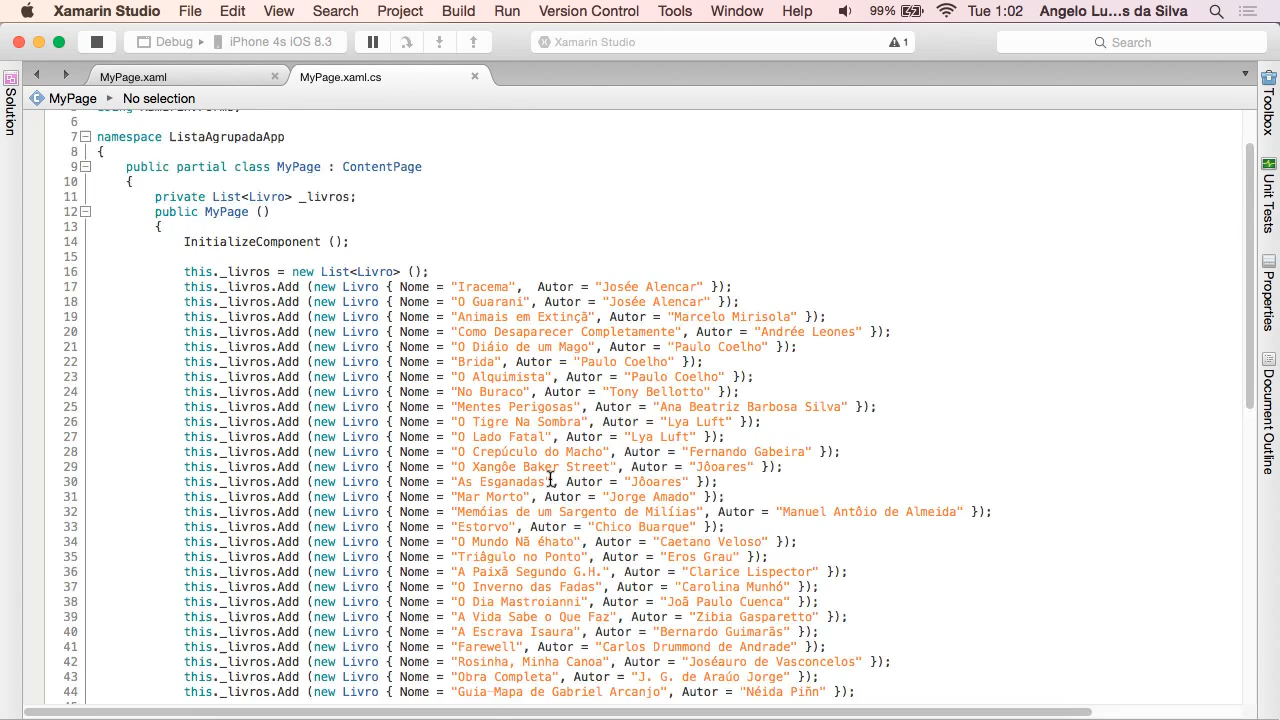 Xamarin Studio File Edit View Search Project Build Run Version Control Tools Window Help 99% Tue 1:02 Angelo Lu...s da Silva
Debug iPhone 4s iOS 8.3 Xamarin Studio 1 Search
MyPage.xaml MyPage.xaml.cs
MyPage No selection
Solution
Toolbox
Unit Tests
Properties
Document Outline
6
7 namespace ListaAgrupadaApp
8 {
9 public partial class MyPage : ContentPage
10 {
11 private List<Livro> _livros;
12 public MyPage ()
13 {
14 InitializeComponent ();
15
16 this._livros = new List<Livro> ();
17 this._livros.Add (new Livro { Nome = "Iracema", Autor = "Josée Alencar" });
18 this._livros.Add (new Livro { Nome = "O Guarani", Autor = "Josée Alencar" });
19 this._livros.Add (new Livro { Nome = "Animais em Extinçã", Autor = "Marcelo Mirisola" });
20 this._livros.Add (new Livro { Nome = "Como Desaparecer Completamente", Autor = "Andrée Leones" });
21 this._livros.Add (new Livro { Nome = "O Diáio de um Mago", Autor = "Paulo Coelho" });
22 this._livros.Add (new Livro { Nome = "Brida", Autor = "Paulo Coelho" });
23 this._livros.Add (new Livro { Nome = "O Alquimista", Autor = "Paulo Coelho" });
24 this._livros.Add (new Livro { Nome = "No Buraco", Autor = "Tony Bellotto" });
25 this._livros.Add (new Livro { Nome = "Mentes Perigosas", Autor = "Ana Beatriz Barbosa Silva" });
26 this._livros.Add (new Livro { Nome = "O Tigre Na Sombra", Autor = "Lya Luft" });
27 this._livros.Add (new Livro { Nome = "O Lado Fatal", Autor = "Lya Luft" });
28 this._livros.Add (new Livro { Nome = "O Crepúculo do Macho", Autor = "Fernando Gabeira" });
29 this._livros.Add (new Livro { Nome = "O Xangôe Baker Street", Autor = "Jôoares" });
30 this._livros.Add (new Livro { Nome = "As Esganadas", Autor = "Jôoares" });
31 this._livros.Add (new Livro { Nome = "Mar Morto", Autor = "Jorge Amado" });
32 this._livros.Add (new Livro { Nome = "Memóias de um Sargento de Milíias", Autor = "Manuel Antôio de Almeida" });
33 this._livros.Add (new Livro { Nome = "Estorvo", Autor = "Chico Buarque" });
34 this._livros.Add (new Livro { Nome = "O Mundo Nã éhato", Autor = "Caetano Veloso" });
35 this._livros.Add (new Livro { Nome = "Triâgulo no Ponto", Autor = "Eros Grau" });
36 this._livros.Add (new Livro { Nome = "A Paixã Segundo G.H.", Autor = "Clarice Lispector" });
37 this._livros.Add (new Livro { Nome = "O Inverno das Fadas", Autor = "Carolina Munhó" });
38 this._livros.Add (new Livro { Nome = "O Dia Mastroianni", Autor = "Joã Paulo Cuenca" });
39 this._livros.Add (new Livro { Nome = "A Vida Sabe o Que Faz", Autor = "Zibia Gasparetto" });
40 this._livros.Add (new Livro { Nome = "A Escrava Isaura", Autor = "Bernardo Guimarãs" });
41 this._livros.Add (new Livro { Nome = "Farewell", Autor = "Carlos Drummond de Andrade" });
42 this._livros.Add (new Livro { Nome = "Rosinha, Minha Canoa", Autor = "Joséauro de Vasconcelos" });
43 this._livros.Add (new Livro { Nome = "Obra Completa", Autor = "J. G. de Araúo Jorge" });
44 this._livros.Add (new Livro { Nome = "Guia-Mapa de Gabriel Arcanjo", Autor = "Néida Piñn" });